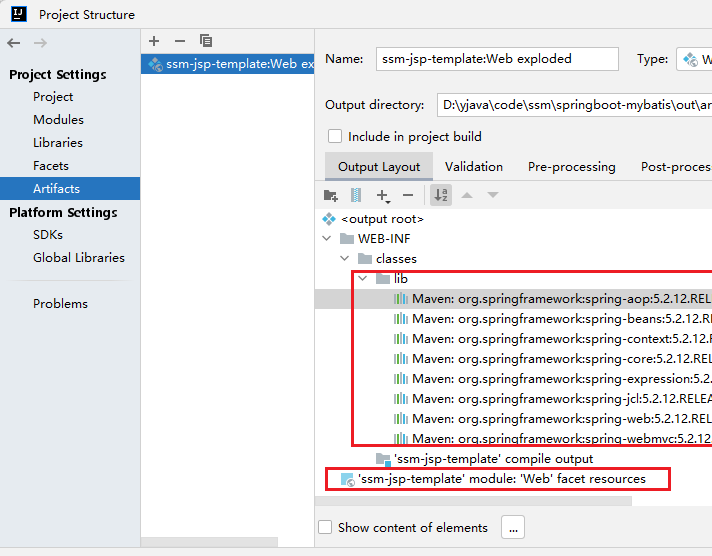 IJ Project Structure
Project Settings
Project
Modules
Libraries
Facets
Artifacts
Platform Settings
SDKs
Global Libraries
Problems
ssm-jsp-template:Web ex
Name: ssm-jsp-template:Web exploded Type: W
Output directory: D:\yjava\code\ssm\springboot-mybatis\out\ar
Include in project build
Output Layout Validation Pre-processing Post-proces
<output root>
WEB-INF
classes
lib
Maven: org.springframework:spring-aop:5.2.12.REL
Maven: org.springframework:spring-beans:5.2.12.RE
Maven: org.springframework:spring-context:5.2.12.R
Maven: org.springframework:spring-core:5.2.12.REL
Maven: org.springframework:spring-expression:5.2.
Maven: org.springframework:spring-jcl:5.2.12.RELEA
Maven: org.springframework:spring-web:5.2.12.REL
Maven: org.springframework:spring-webmvc:5.2.12
'ssm-jsp-template' compile output
'ssm-jsp-template' module: 'Web' facet resources
Show content of elements ...